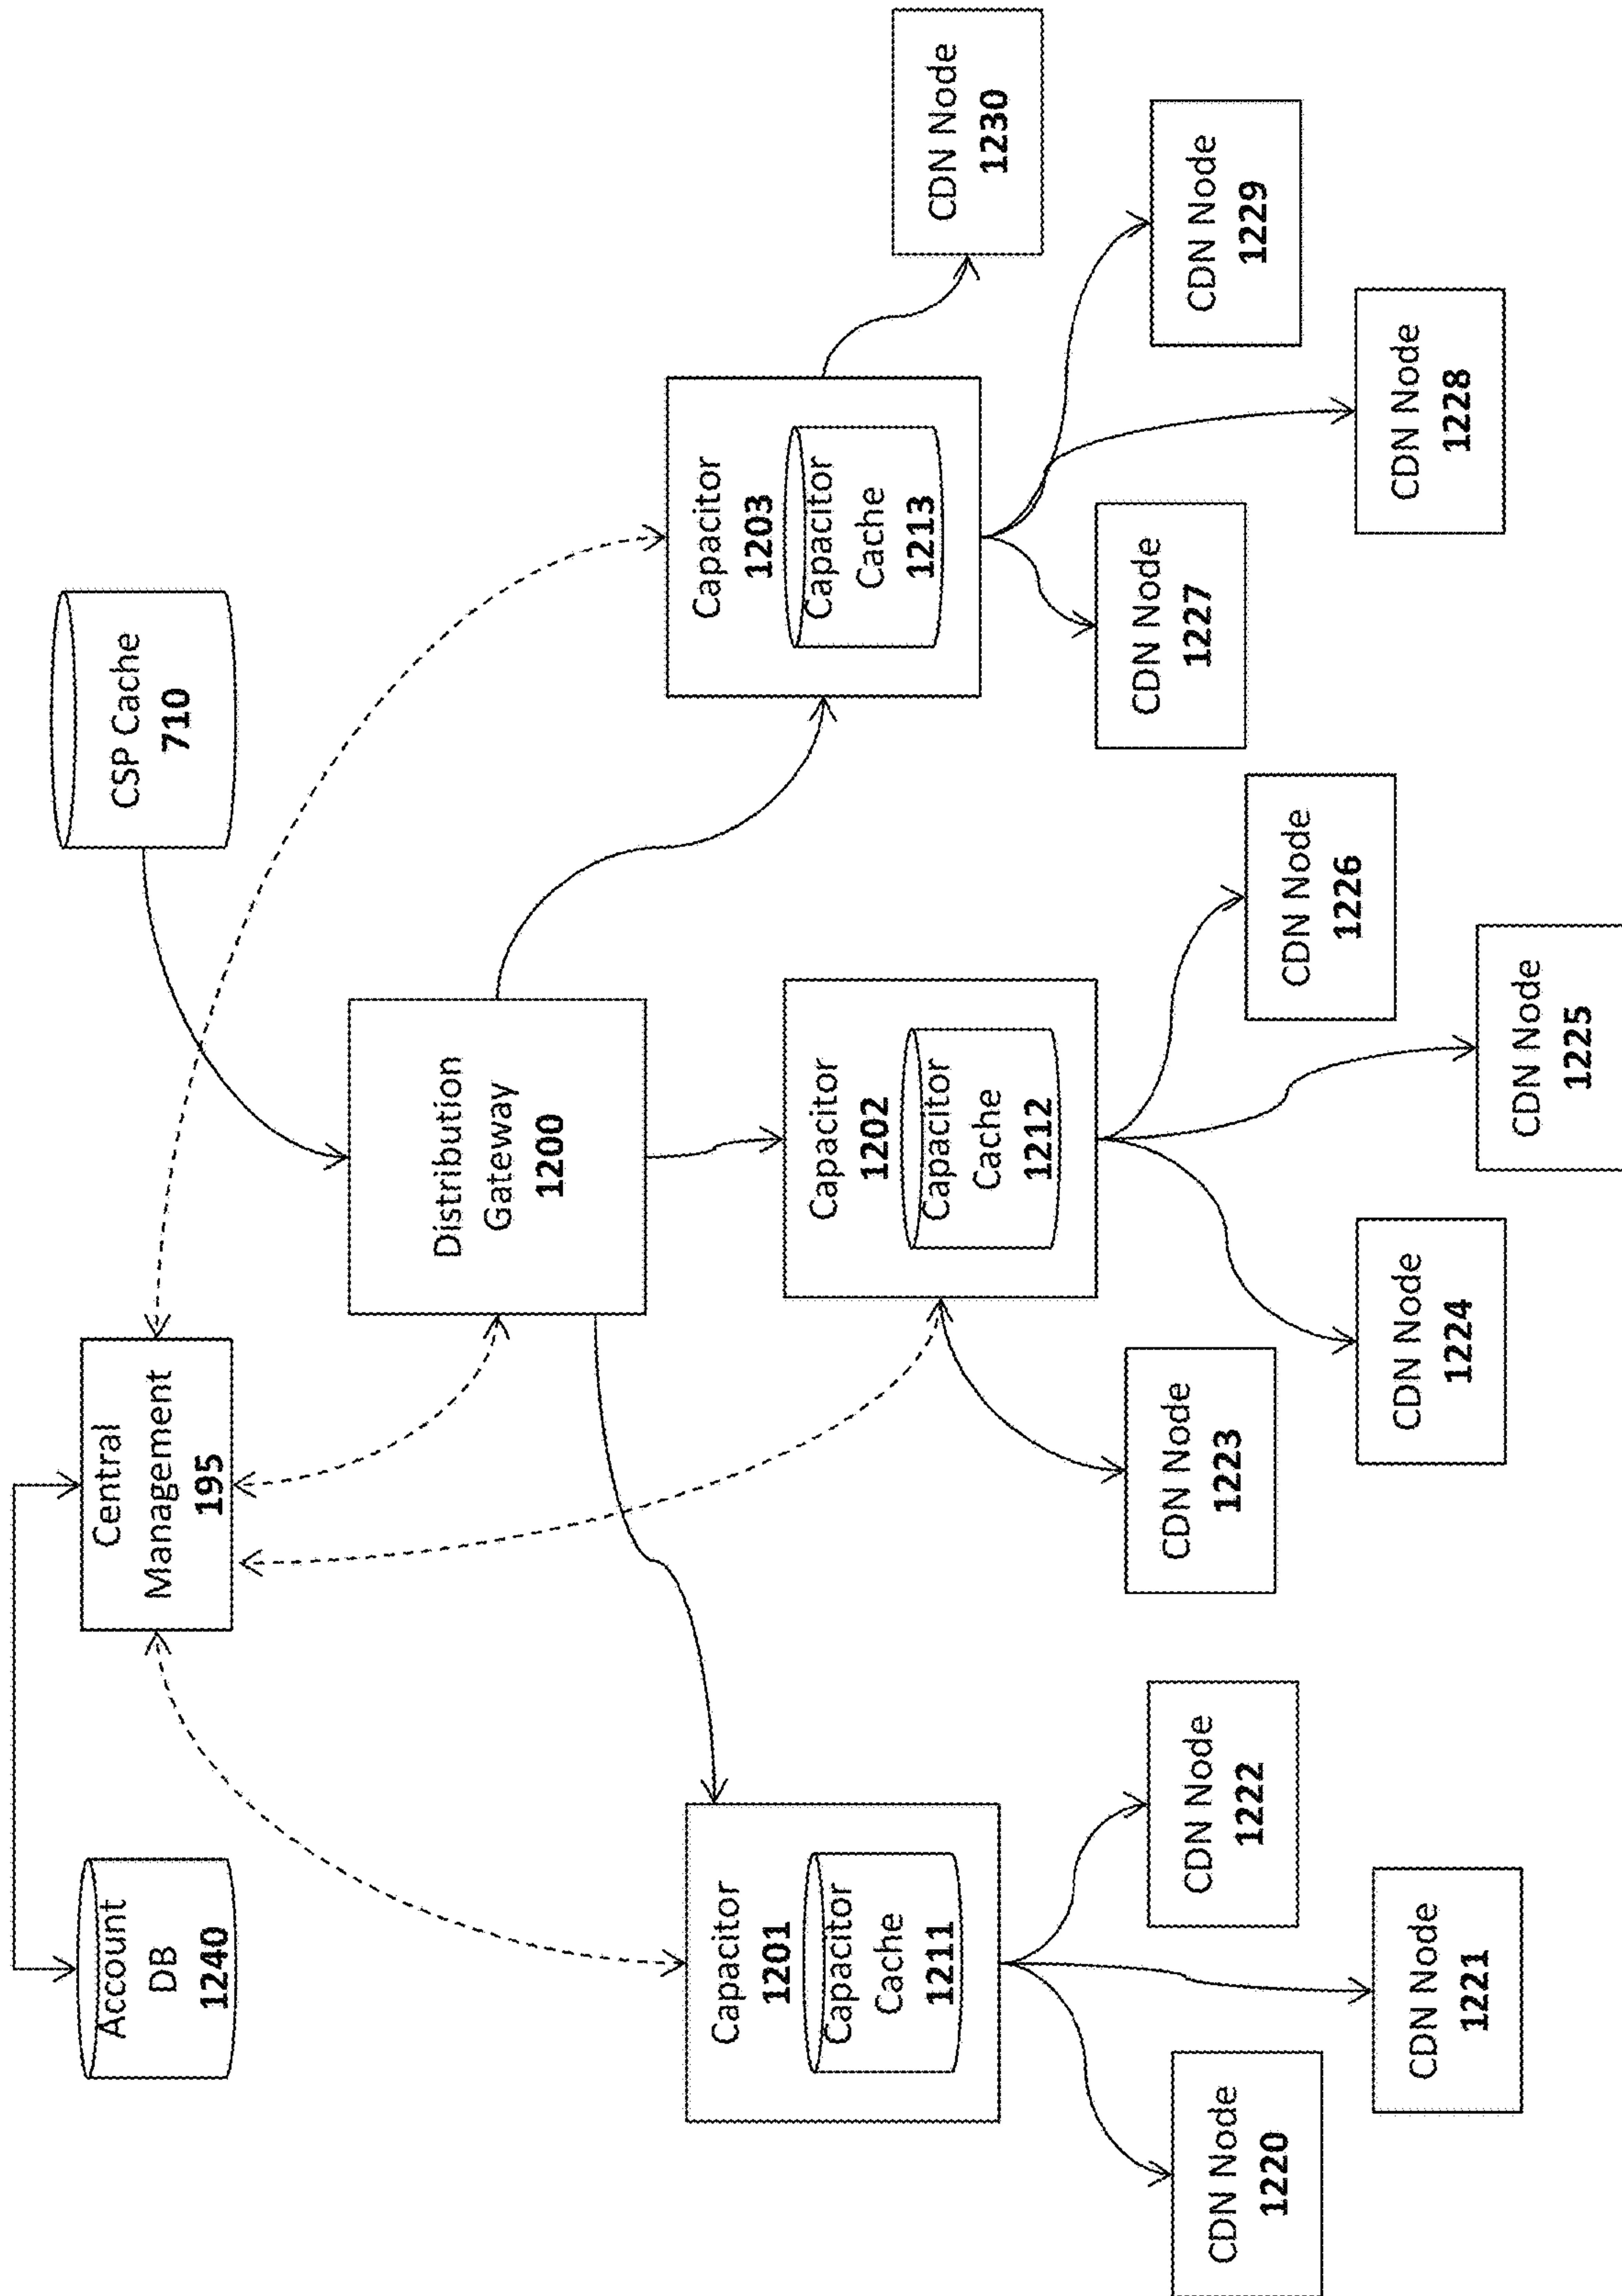 Account
DB
1240
Central
Management
195
CSP Cache
710
Distribution
Gateway
1200
Capacitor
1201
Capacitor
Cache
1211
Capacitor
1202
Capacitor
Cache
1212
Capacitor
1203
Capacitor
Cache
1213
CDN Node
1220
CDN Node
1221
CDN Node
1222
CDN Node
1223
CDN Node
1224
CDN Node
1225
CDN Node
1226
CDN Node
1227
CDN Node
1228
CDN Node
1229
CDN Node
1230